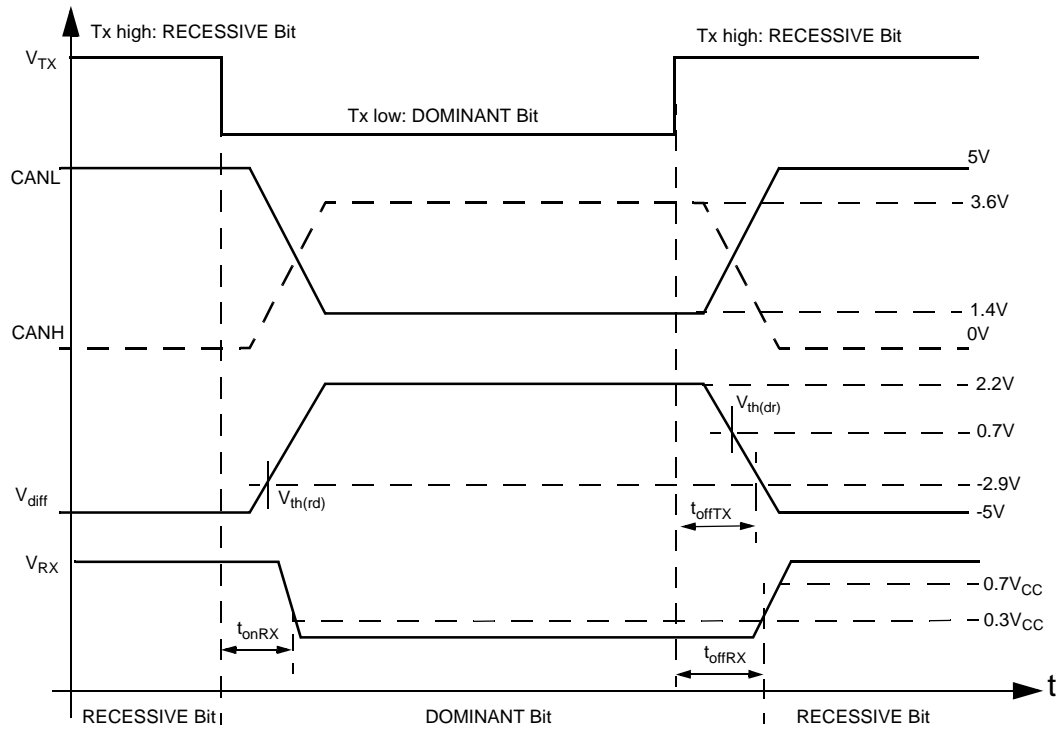 Tx high: RECESSIVE Bit
Tx high: RECESSIVE Bit
VTX
Tx low: DOMINANT Bit
5V
CANL
3.6V
1.4V
CANH
0V
2.2V
Vth(dr)
0.7V
Vth(rd)
-2.9V
Vdiff
-5V
toffTX
VRX
0.7VCC
0.3VCC
tonRX
toffRX
t
RECESSIVE Bit
DOMINANT Bit
RECESSIVE Bit